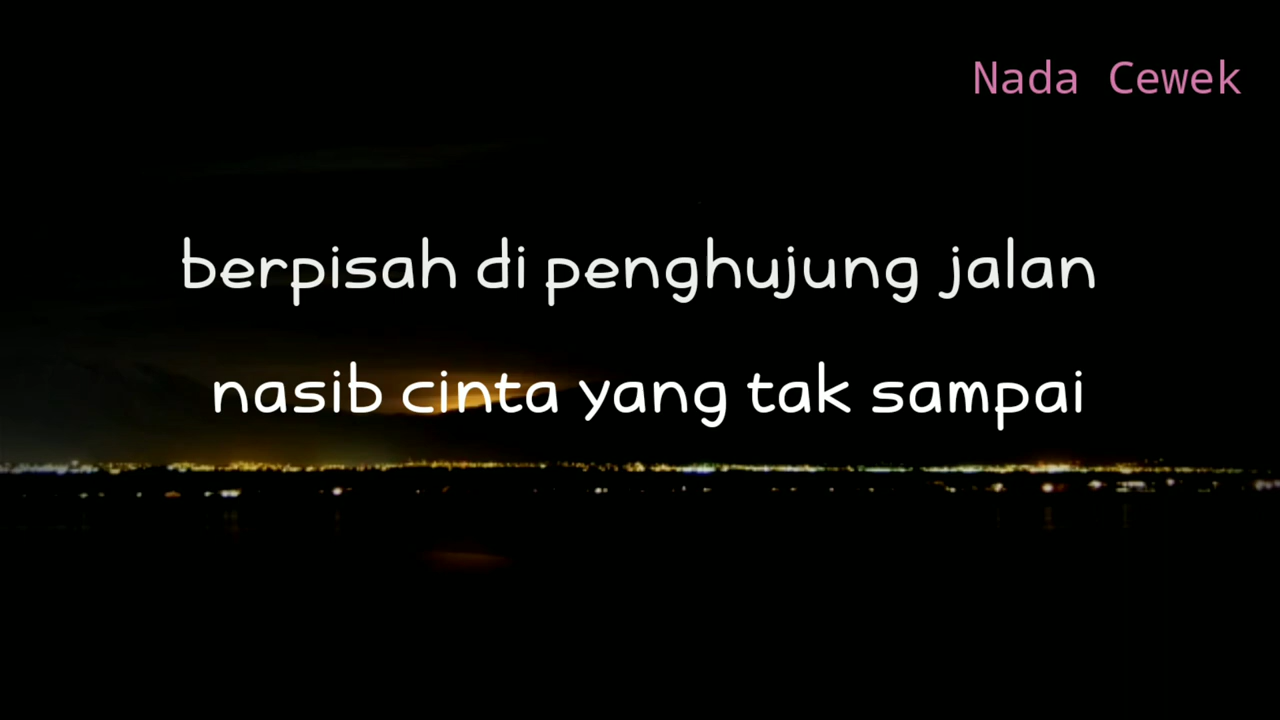 Nada Cewek
berpisah di penghujung jalan
nasib cinta yang tak sampai